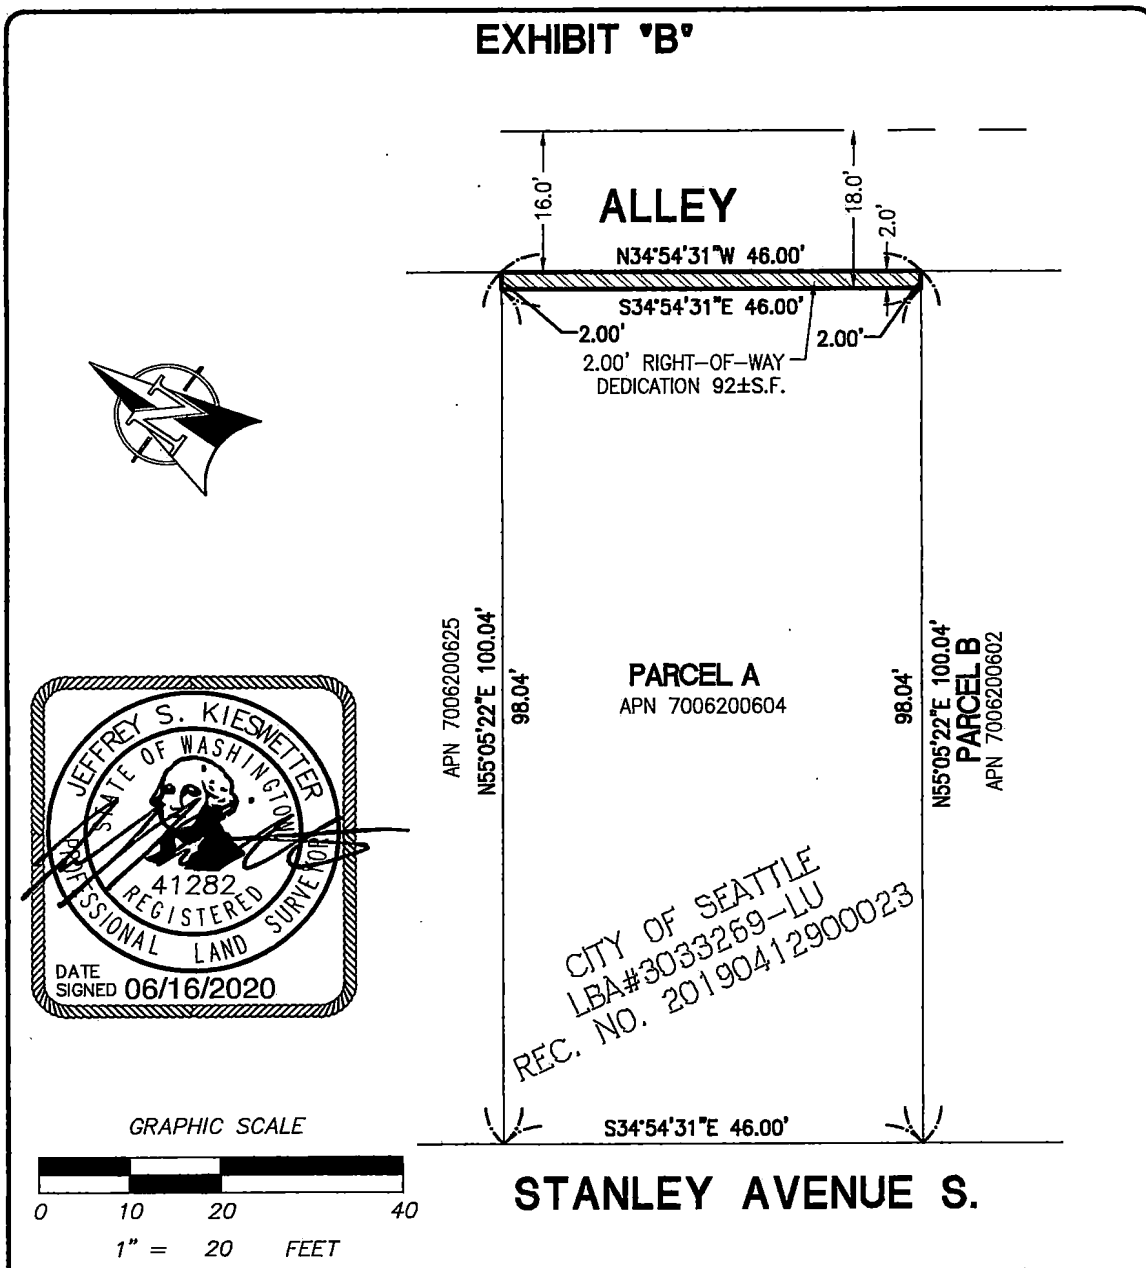 EXHIBIT "B"
16.0'
ALLEY
18.0'
2.0'
N34°54'31"W 46.00'
S34°54'31"E 46.00'
2.00'
2.00'
2.00' RIGHT-OF-WAY
DEDICATION 92±S.F.
N
APN 7006200625
N55°05'22"E 100.04'
98.04'
PARCEL A
APN 7006200604
98.04'
N55°05'22"E 100.04'
PARCEL B
APN 7006200602
JEFFREY S. KIESWETTER
STATE OF WASHINGTON
41282
REGISTERED
PROFESSIONAL LAND SURVEYOR
DATE
SIGNED 06/16/2020
CITY OF SEATTLE
LBA#3033269-LU
REC. NO. 20190412900023
S34°54'31"E 46.00'
STANLEY AVENUE S.
GRAPHIC SCALE
0 10 20 40
1" = 20 FEET